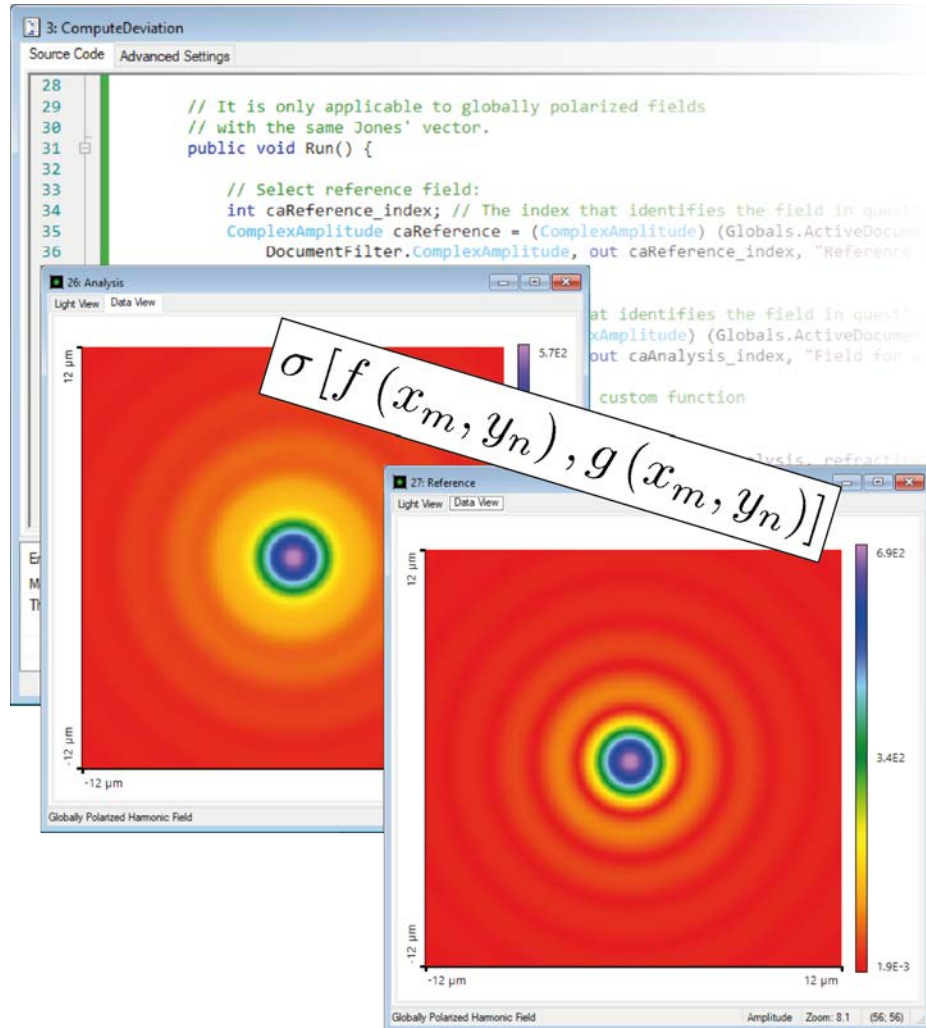 3: ComputeDeviation
Source Code Advanced Settings
28
29 // It is only applicable to globally polarized fields
30 // with the same Jones' vector.
31 public void Run() {
32
33 // Select reference field:
34 int caReference_index; // The index that identifies the field in questi
35 ComplexAmplitude caReference = (ComplexAmplitude) (Globals.ActiveDocum
36 DocumentFilter.ComplexAmplitude, out caReference_index, "Reference
at identifies the field in questi
xAmplitude) (Globals.ActiveDocume
out caAnalysis_index, "Field for
custom function
alysis, refractiv
26: Analysis
Light View Data View
12 µm
5.7E2
-12 µm
-12 µm
Globally Polarized Harmonic Field
σ [f (x_m, y_n), g (x_m, y_n)]
27: Reference
Light View Data View
12 µm
6.9E2
3.4E2
1.9E-3
-12 µm
-12 µm 12 µm
Globally Polarized Harmonic Field Amplitude Zoom: 8.1 (56; 56)